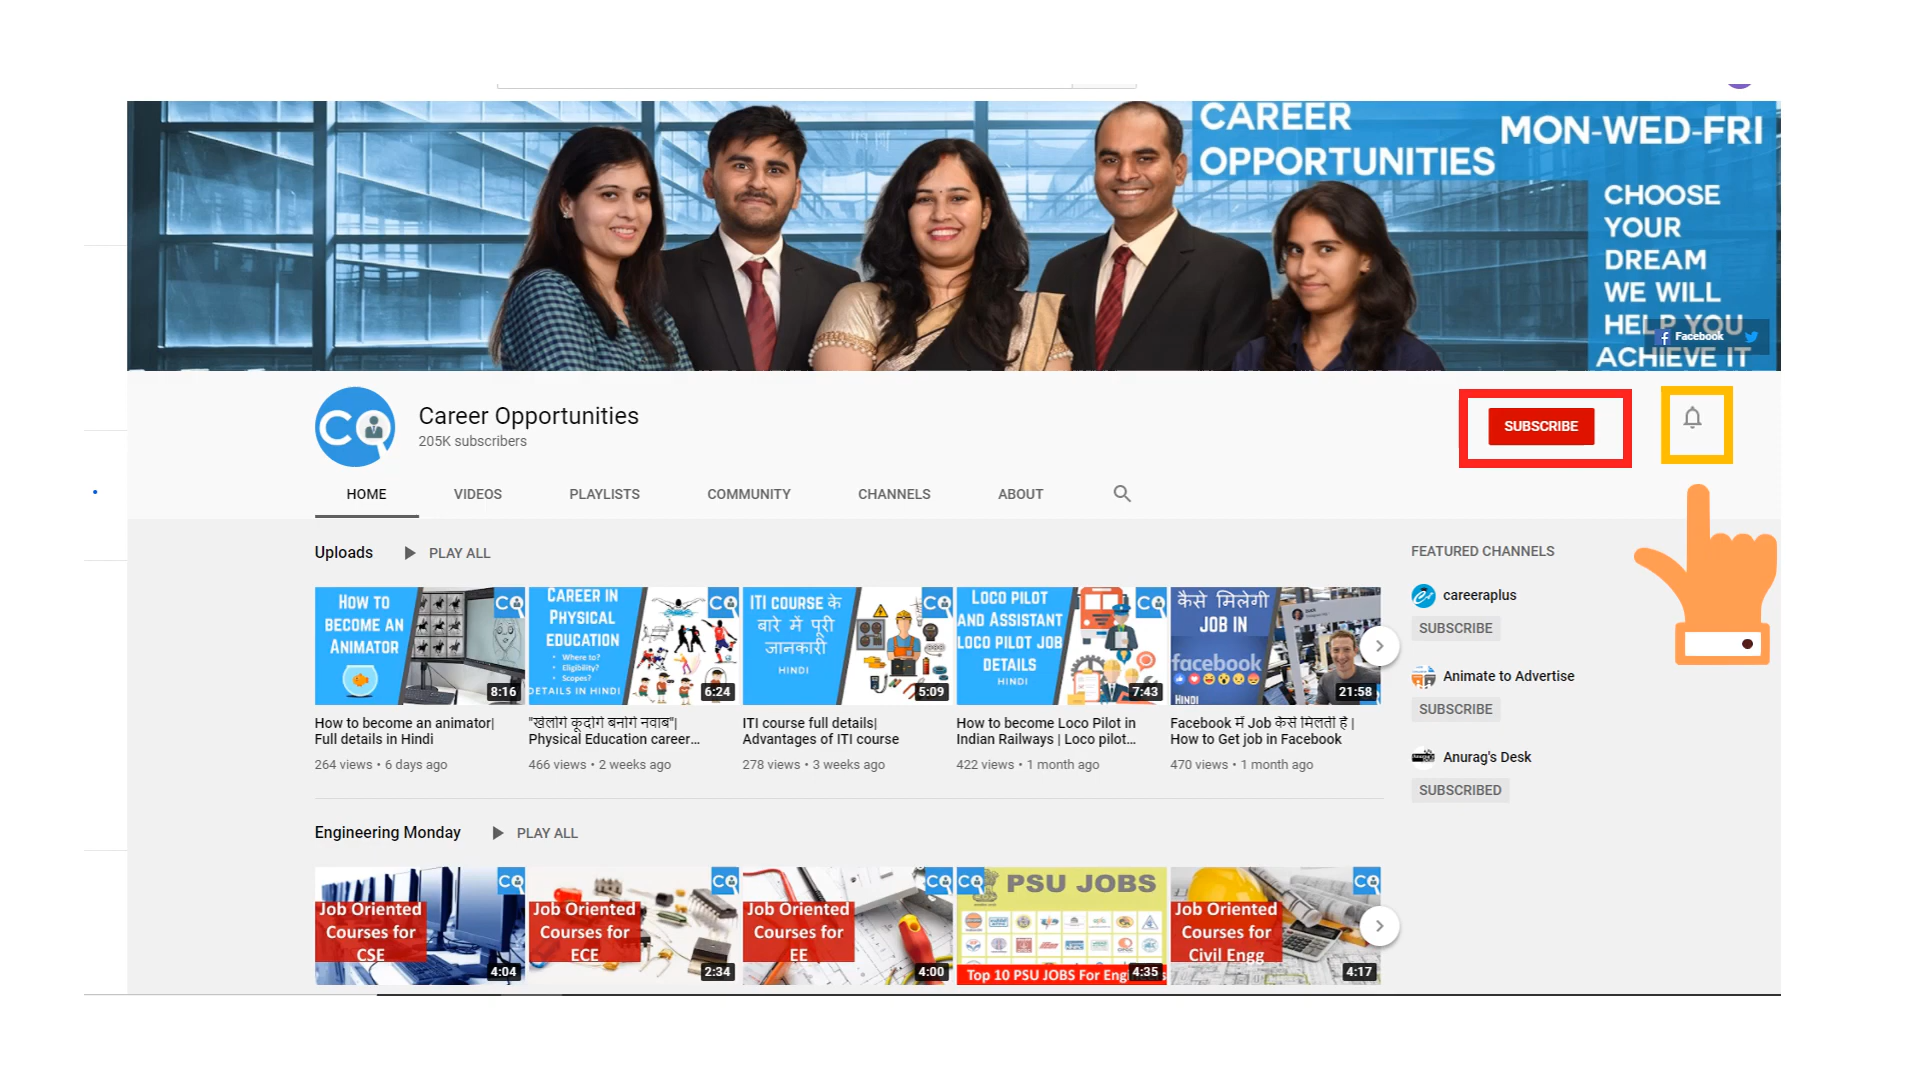 CAREER
OPPORTUNITIES
MON-WED-FRI
CHOOSE
YOUR
DREAM
WE WILL
HELP YOU
ACHIEVE IT
Facebook
Career Opportunities
205K subscribers
SUBSCRIBE
HOME VIDEOS PLAYLISTS COMMUNITY CHANNELS ABOUT
Uploads PLAY ALL
HOW TO
BECOME AN
ANIMATOR
8:16
How to become an animator|
Full details in Hindi
264 views • 6 days ago
CAREER IN
PHYSICAL
EDUCATION
• Where to?
• Eligibility?
• Scopes?
DETAILS IN HINDI
6:24
"खेलोगे कूदोगे बनोगे नवाब"|
Physical Education career...
466 views • 2 weeks ago
ITI COURSE के
बारे में पूरी
जानकारी
HINDI
5:09
ITI course full details|
Advantages of ITI course
278 views • 3 weeks ago
LOCO PILOT
AND ASSISTANT
LOCO PILOT JOB
DETAILS
HINDI
7:43
How to become Loco Pilot in
Indian Railways | Loco pilot...
422 views • 1 month ago
कैसे मिलेगी
JOB IN
facebook
HINDI
21:58
Facebook में Job कैसे मिलती है |
How to Get job in Facebook
470 views • 1 month ago
FEATURED CHANNELS
careeraplus
SUBSCRIBE
Animate to Advertise
SUBSCRIBE
Anurag's Desk
SUBSCRIBED
Engineering Monday PLAY ALL
Job Oriented
Courses for
CSE
4:04
Job Oriented
Courses for
ECE
2:34
Job Oriented
Courses for
EE
4:00
PSU JOBS
Top 10 PSU JOBS For Eng
4:35
Job Oriented
Courses for
Civil Engg
4:17